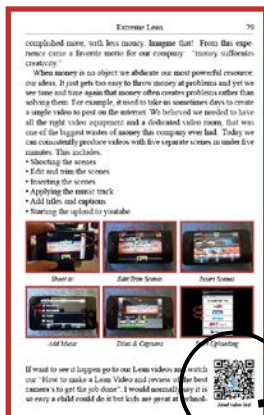 Extreme Lean 79
complished more, with less money. Imagine that! From this expe-
rience came a favorite motto for our company: "money suffocates
creativity."
When money is no object we abdicate our most powerful resource:
our ideas. It just gets too easy to throw money at problems and yet we
see time and time again that money often creates problems rather than
solving them. For example, it used to take us sometimes days to create
a single video to post on the internet. We believed we needed to have
all the right video equipment and a dedicated video room, that was
one of the biggest wastes of money this company ever had. Today we
can consistently produce videos with five separate scenes in under five
minutes. This includes:
• Shooting the scenes
• Edit and trim the scenes
• Inserting the scenes
• Applying the music track
• Add titles and captions
• Starting the upload to youtube
Shoot it! Edit/Trim Scenes Insert Scenes
Add Music Titles & Captions Uploading
If want to see it happen go to our Lean videos and watch
our "How to make a Lean Video and review of the best
camera's to get the job done". I would normally say it is
so easy a child could do it but kids are great at technol-